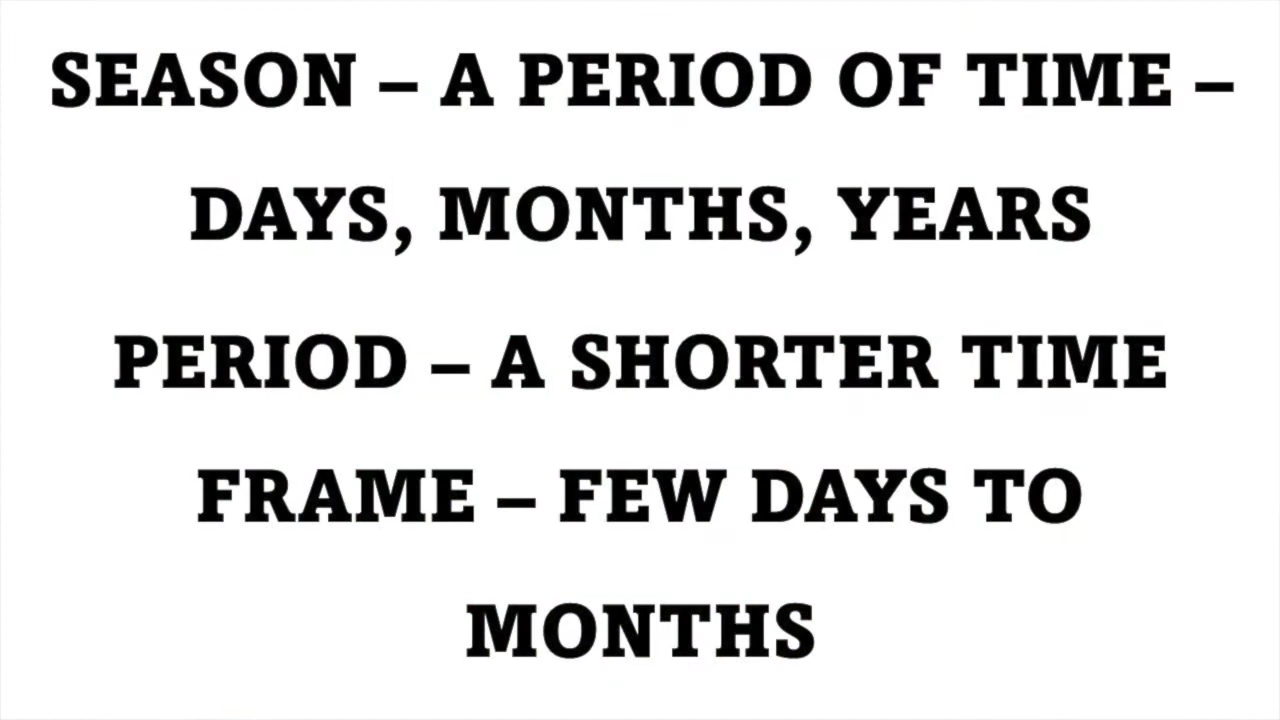 SEASON – A PERIOD OF TIME –
DAYS, MONTHS, YEARS
PERIOD – A SHORTER TIME
FRAME – FEW DAYS TO
MONTHS